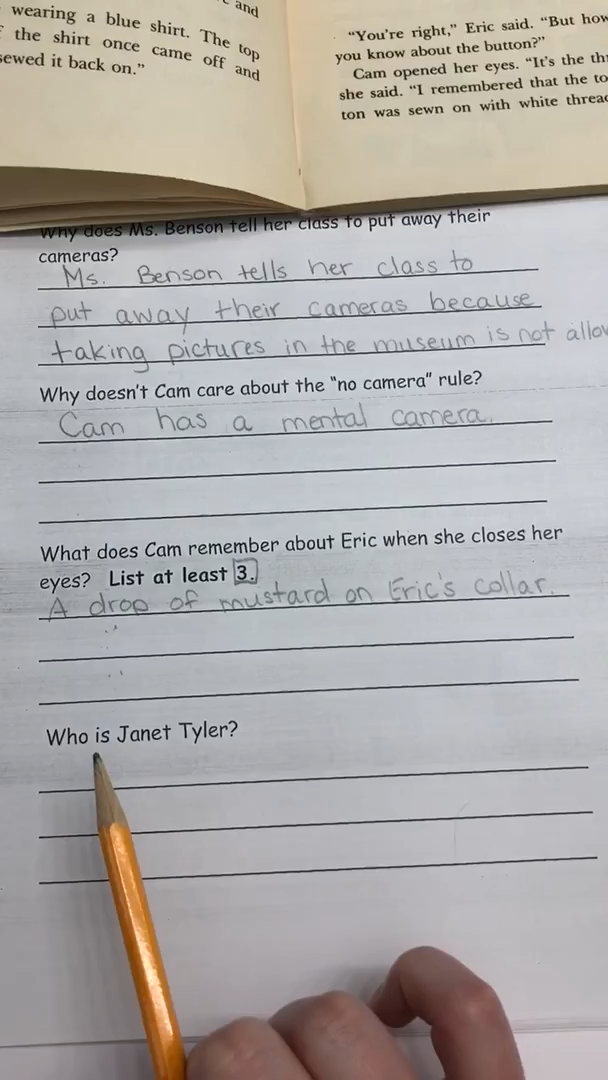 and
wearing a blue shirt. The top
the shirt once came off and
sewed it back on."
"You're right," Eric said. "But how
you know about the button?"
Cam opened her eyes. "It's the
she said. "I remembered that the
ton was sewn on with white
Why does Ms. Benson tell her class to put away their
cameras?
Ms. Benson tells her class to
put away their cameras because
taking pictures in the museum is not
Why doesn't Cam care about the "no camera" rule?
Cam has a mental camera.
What does Cam remember about Eric when she closes her
eyes? List at least 3.
A drop of mustard on Eric's collar.
Who is Janet Tyler?